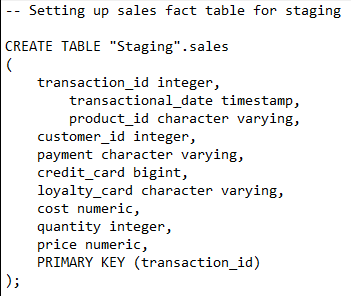 -- Setting up sales fact table for staging
CREATE TABLE "Staging".sales
(
    transaction_id integer,
        transactional_date timestamp,
        product_id character varying,
    customer_id integer,
    payment character varying,
    credit_card bigint,
    loyalty_card character varying,
    cost numeric,
    quantity integer,
    price numeric,
    PRIMARY KEY (transaction_id)
);